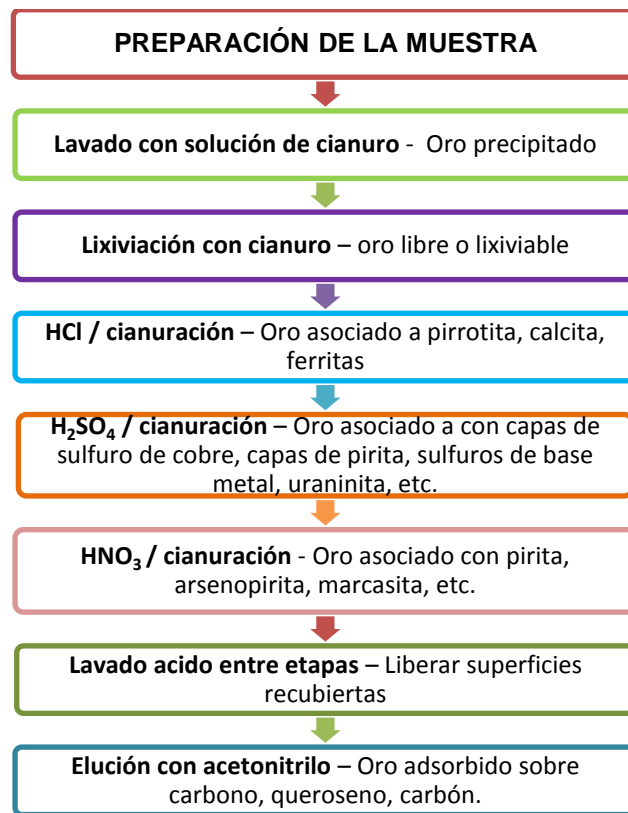 PREPARACIÓN DE LA MUESTRA
Lavado con solución de cianuro - Oro precipitado
Lixiviación con cianuro – oro libre o lixiviable
HCl / cianuración – Oro asociado a pirrotita, calcita,
ferritas
H₂SO₄ / cianuración – Oro asociado a con capas de
sulfuro de cobre, capas de pirita, sulfuros de base
metal, uraninita, etc.
HNO₃ / cianuración - Oro asociado con pirita,
arsenopirita, marcasita, etc.
Lavado acido entre etapas – Liberar superficies
recubiertas
Elución con acetonitrilo – Oro adsorbido sobre
carbono, queroseno, carbón.